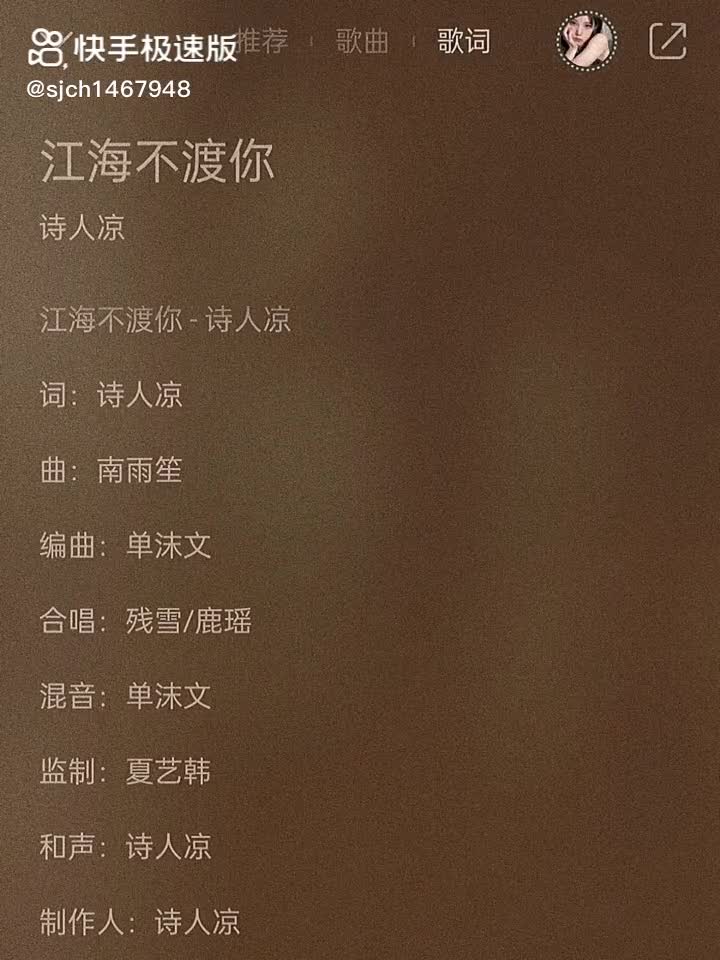 快手极速版 推荐 歌曲 歌词
@sjch1467948
江海不渡你
诗人凉
江海不渡你 - 诗人凉
词：诗人凉
曲：南雨笙
编曲：单沫文
合唱：残雪/鹿瑶
混音：单沫文
监制：夏艺韩
和声：诗人凉
制作人：诗人凉